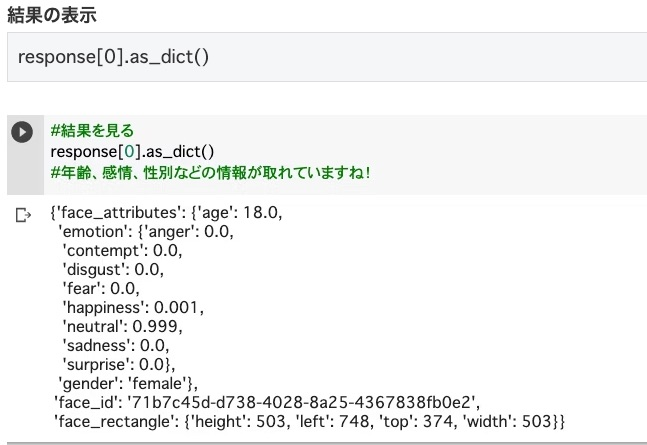 結果の表示
response[0].as_dict()
#結果を見る
response[0].as_dict()
#年齢、感情、性別などの情報が取れていますね!
{'face_attributes': {'age': 18.0,
'emotion': {'anger': 0.0,
'contempt': 0.0,
'disgust': 0.0,
'fear': 0.0,
'happiness': 0.001,
'neutral': 0.999,
'sadness': 0.0,
'surprise': 0.0},
'gender': 'female'},
'face_id': '71b7c45d-d738-4028-8a25-4367838fb0e2',
'face_rectangle': {'height': 503, 'left': 748, 'top': 374, 'width': 503}}